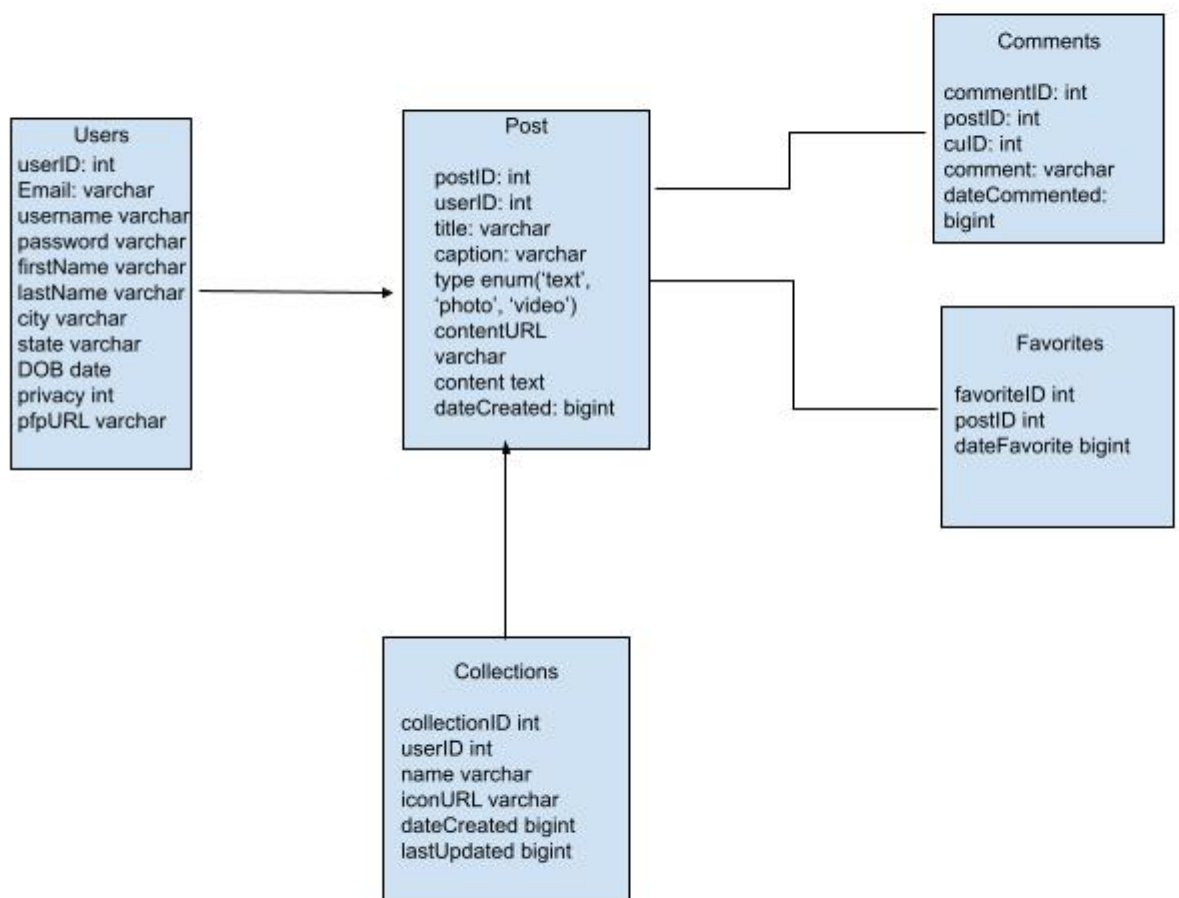 Users
userID: int
Email: varchar
username varchar
password varchar
firstName varchar
lastName varchar
city varchar
state varchar
DOB date
privacy int
pfpURL varchar
Post
postID: int
userID: int
title: varchar
caption: varchar
type enum(‘text’,
‘photo’, ‘video’)
contentURL
varchar
content text
dateCreated: bigint
Comments
commentID: int
postID: int
cuID: int
comment: varchar
dateCommented:
bigint
Favorites
favoriteID int
postID int
dateFavorite bigint
Collections
collectionID int
userID int
name varchar
iconURL varchar
dateCreated bigint
lastUpdated bigint